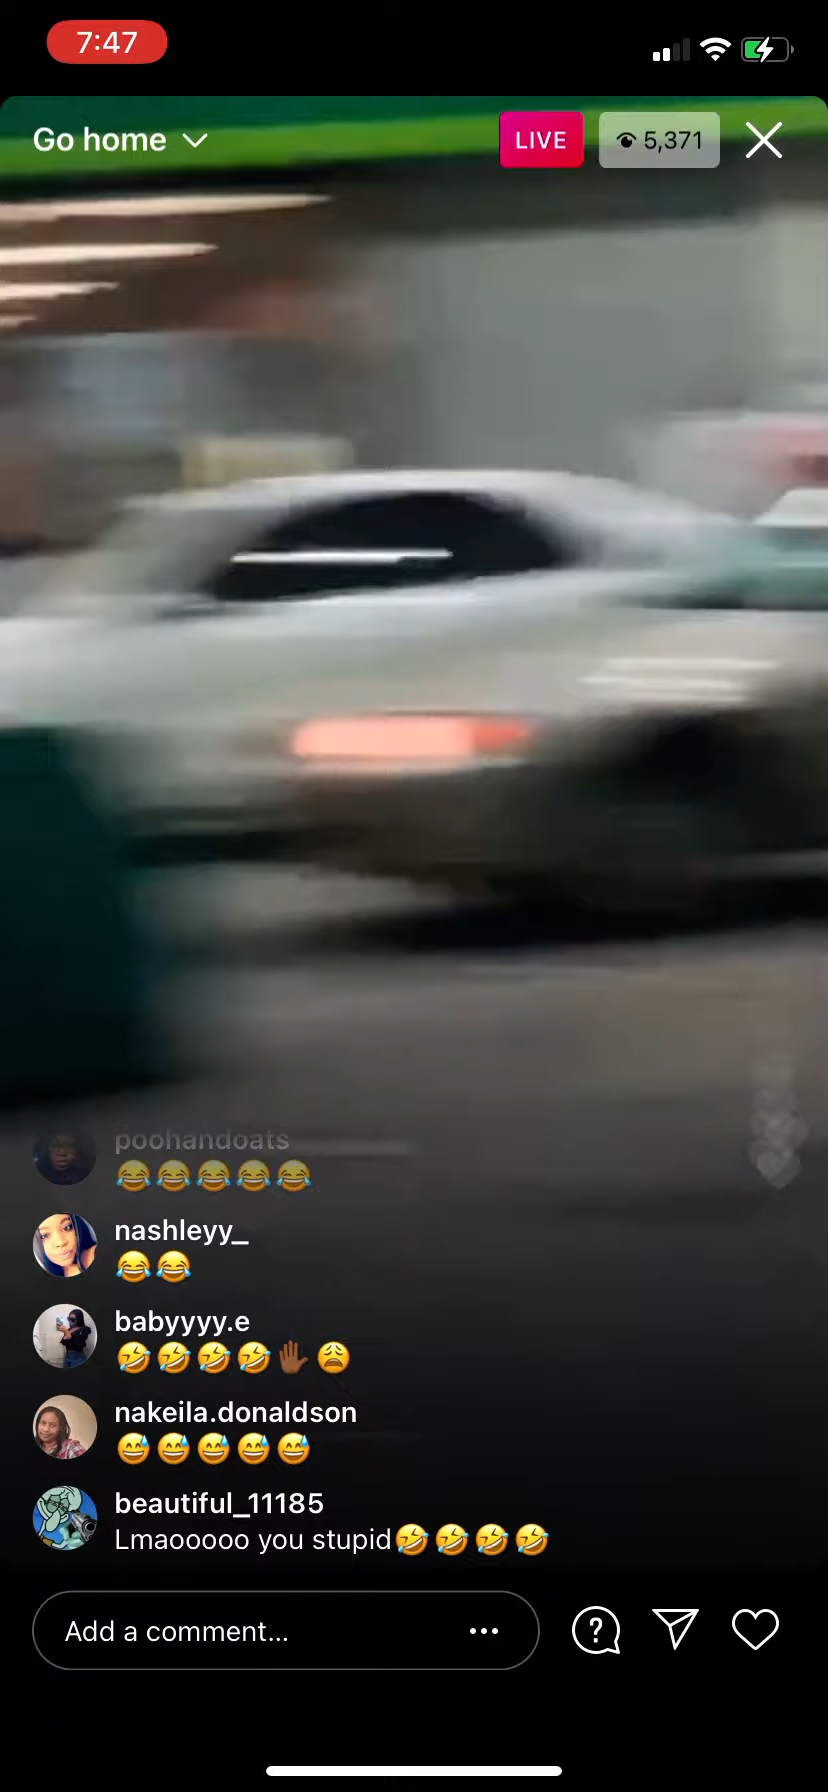 7:47
Go home
LIVE
5,371
poohandoats
😂😂😂😂😂
nashleyy_
😂😂
babyyyy.e
🤣🤣🤣🤣🖐🏾😩
nakeila.donaldson
😅😅😅😅😅
beautiful_11185
Lmaooooo you stupid🤣🤣🤣🤣
Add a comment...